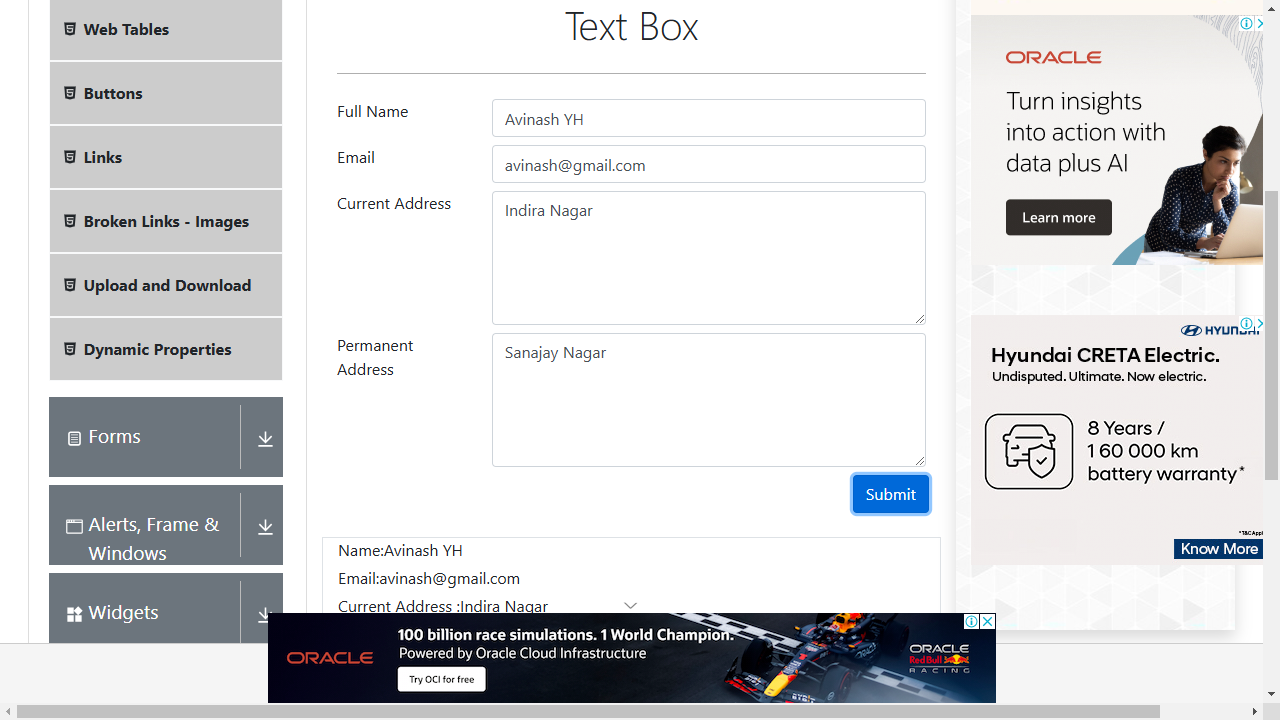 Web Tables
Buttons
Links
Broken Links - Images
Upload and Download
Dynamic Properties
Forms
Alerts, Frame &
Windows
Widgets
Text Box
Full Name
Avinash YH
Email
avinash@gmail.com
Current Address
Indira Nagar
Permanent
Address
Sanajay Nagar
Submit
Name:Avinash YH
Email:avinash@gmail.com
Current Address :Indira Nagar
ORACLE
Turn insights
into action with
data plus AI
Learn more
HYUNDAI
Hyundai CRETA Electric.
Undisputed. Ultimate. Now electric.
8 Years /
1 60 000 km
battery warranty*
*T&C Appl
Know More
ORACLE
100 billion race simulations. 1 World Champion.
Powered by Oracle Cloud Infrastructure
Try OCI for free
ORACLE
Red Bull
RACING